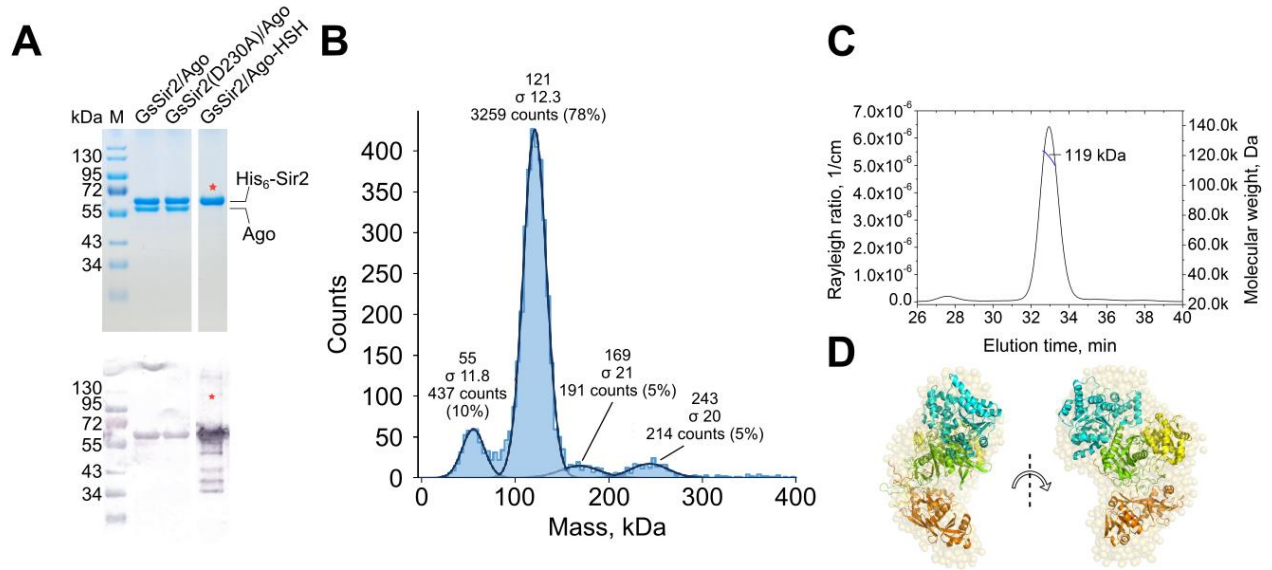 A
GsSir2/Ago
GsSir2(D230A)/Ago
GsSir2/Ago-HSH
kDa M
130
95
72
55
43
34
His₆-Sir2
Ago
130
95
72
55
43
34
B
121
σ 12.3
3259 counts (78%)
55
σ 11.8
437 counts
(10%)
169
σ 21
191 counts (5%)
243
σ 20
214 counts (5%)
Counts
400
350
300
250
200
150
100
50
0
0 100 200 300 400
Mass, kDa
C
Rayleigh ratio, 1/cm
7.0x10⁻⁶
6.0x10⁻⁶
5.0x10⁻⁶
4.0x10⁻⁶
3.0x10⁻⁶
2.0x10⁻⁶
1.0x10⁻⁶
0.0
119 kDa
140.0k
120.0k
100.0k
80.0k
60.0k
40.0k
20.0k
Molecular weight, Da
26 28 30 32 34 36 38 40
Elution time, min
D